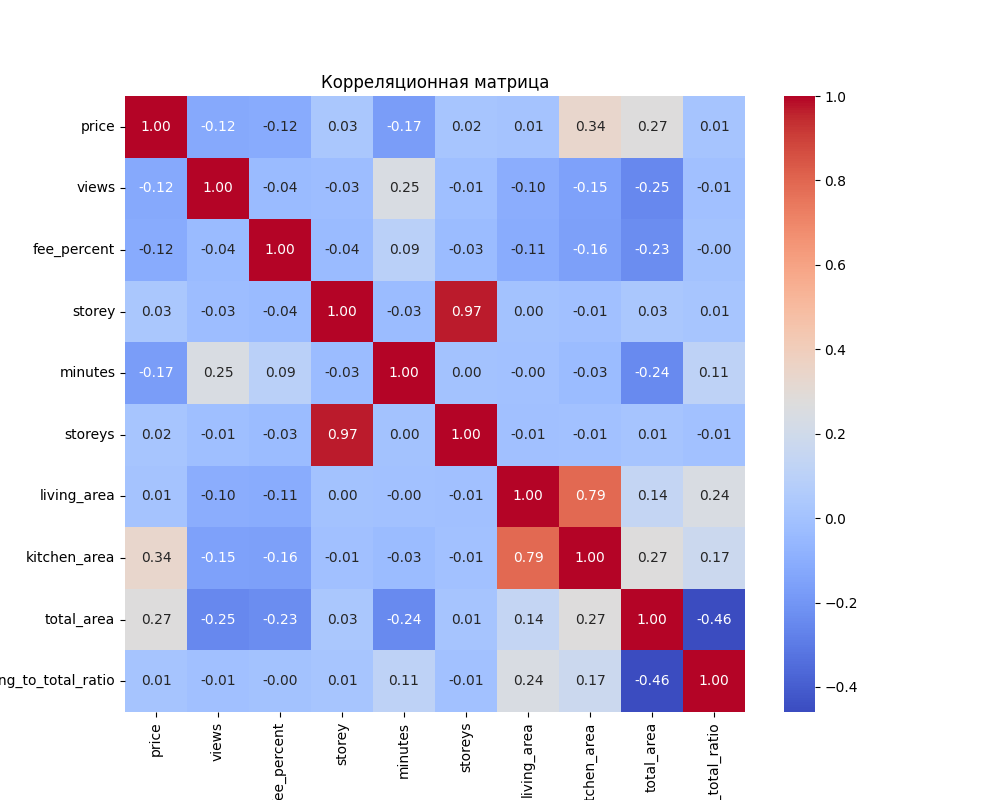 Корреляционная матрица
price 1.00 -0.12 -0.12 0.03 -0.17 0.02 0.01 0.34 0.27 0.01
views -0.12 1.00 -0.04 -0.03 0.25 -0.01 -0.10 -0.15 -0.25 -0.01
fee_percent -0.12 -0.04 1.00 -0.04 0.09 -0.03 -0.11 -0.16 -0.23 -0.00
storey 0.03 -0.03 -0.04 1.00 -0.03 0.97 0.00 -0.01 0.03 0.01
minutes -0.17 0.25 0.09 -0.03 1.00 0.00 -0.00 -0.03 -0.24 0.11
storeys 0.02 -0.01 -0.03 0.97 0.00 1.00 -0.01 -0.01 0.01 -0.01
living_area 0.01 -0.10 -0.11 0.00 -0.00 -0.01 1.00 0.79 0.14 0.24
kitchen_area 0.34 -0.15 -0.16 -0.01 -0.03 -0.01 0.79 1.00 0.27 0.17
total_area 0.27 -0.25 -0.23 0.03 -0.24 0.01 0.14 0.27 1.00 -0.46
ng_to_total_ratio 0.01 -0.01 -0.00 0.01 0.11 -0.01 0.24 0.17 -0.46 1.00
price views ee_percent storey minutes storeys living_area tchen_area total_area _total_ratio
1.0
0.8
0.6
0.4
0.2
0.0
−0.2
−0.4